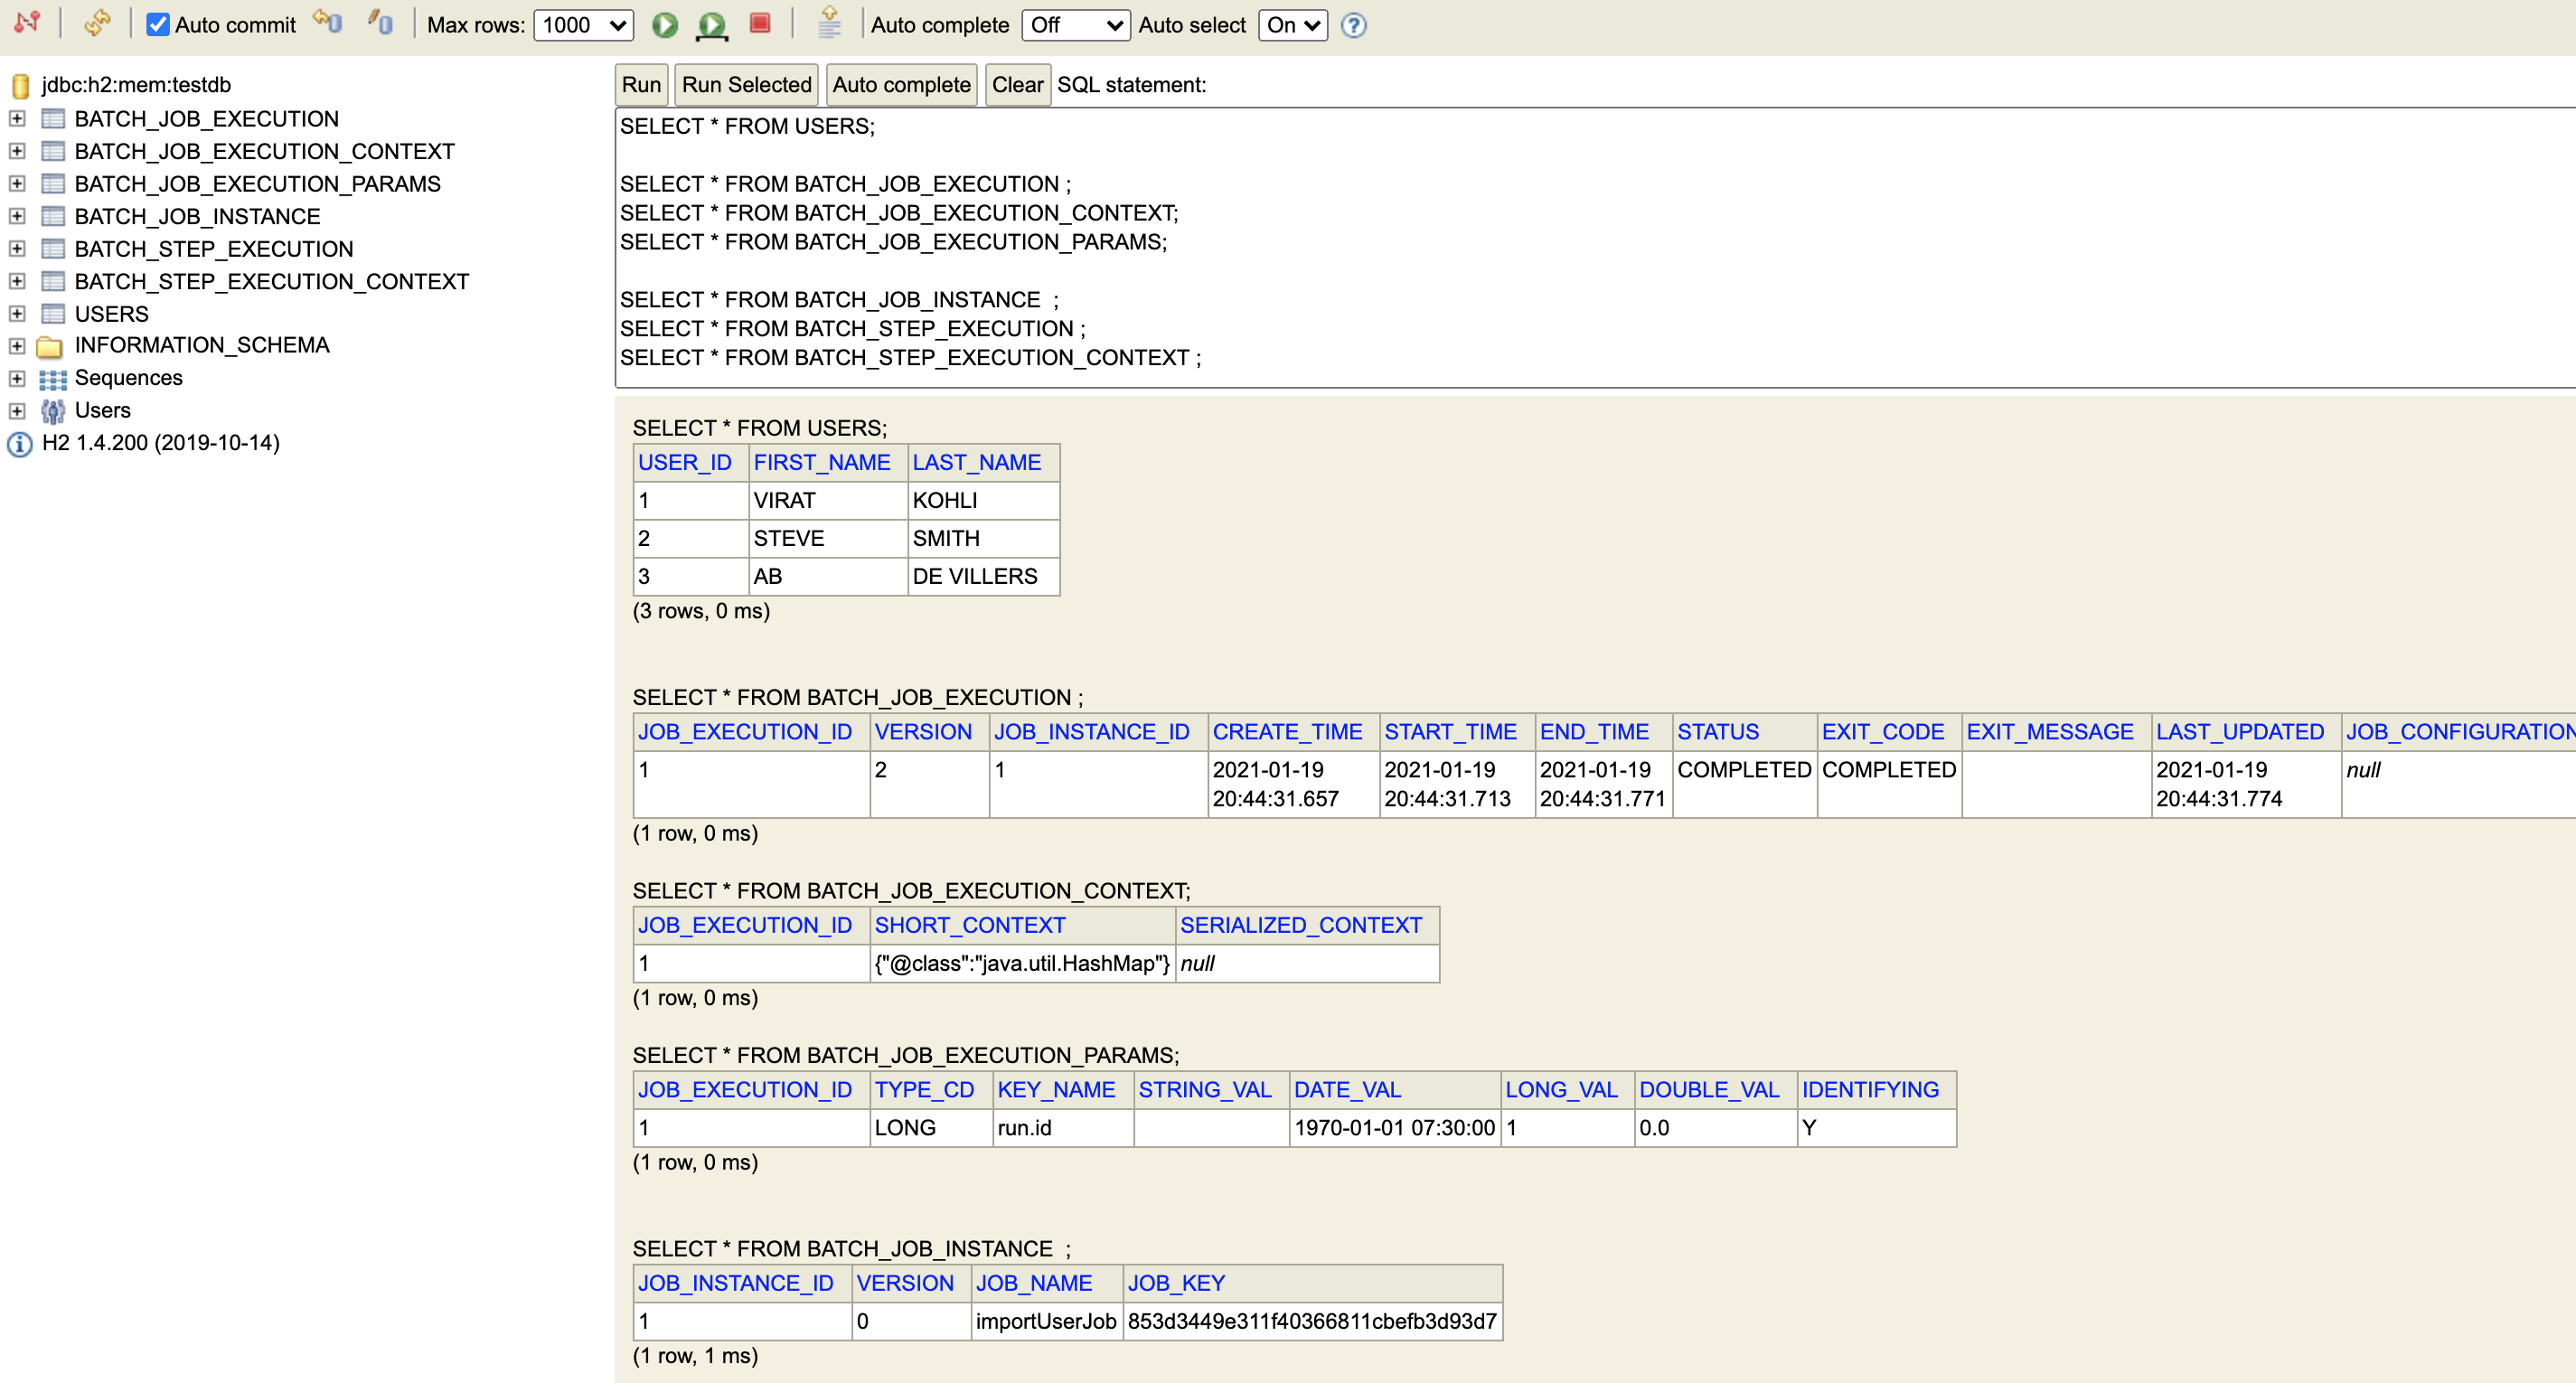 Auto commit Max rows: 1000 Auto complete Off Auto select On ?
jdbc:h2:mem:testdb
BATCH_JOB_EXECUTION
BATCH_JOB_EXECUTION_CONTEXT
BATCH_JOB_EXECUTION_PARAMS
BATCH_JOB_INSTANCE
BATCH_STEP_EXECUTION
BATCH_STEP_EXECUTION_CONTEXT
USERS
INFORMATION_SCHEMA
Sequences
Users
H2 1.4.200 (2019-10-14)
Run Run Selected Auto complete Clear SQL statement:
SELECT * FROM USERS;
SELECT * FROM BATCH_JOB_EXECUTION ;
SELECT * FROM BATCH_JOB_EXECUTION_CONTEXT;
SELECT * FROM BATCH_JOB_EXECUTION_PARAMS;
SELECT * FROM BATCH_JOB_INSTANCE  ;
SELECT * FROM BATCH_STEP_EXECUTION ;
SELECT * FROM BATCH_STEP_EXECUTION_CONTEXT ;
SELECT * FROM USERS;
USER_ID FIRST_NAME LAST_NAME
1 VIRAT KOHLI
2 STEVE SMITH
3 AB DE VILLERS
(3 rows, 0 ms)
SELECT * FROM BATCH_JOB_EXECUTION ;
JOB_EXECUTION_ID VERSION JOB_INSTANCE_ID CREATE_TIME START_TIME END_TIME STATUS EXIT_CODE EXIT_MESSAGE LAST_UPDATED JOB_CONFIGURATION
1 2 1 2021-01-19 2021-01-19 2021-01-19 COMPLETED COMPLETED 2021-01-19 null
20:44:31.657 20:44:31.713 20:44:31.771 20:44:31.774
(1 row, 0 ms)
SELECT * FROM BATCH_JOB_EXECUTION_CONTEXT;
JOB_EXECUTION_ID SHORT_CONTEXT SERIALIZED_CONTEXT
1 {"@class":"java.util.HashMap"} null
(1 row, 0 ms)
SELECT * FROM BATCH_JOB_EXECUTION_PARAMS;
JOB_EXECUTION_ID TYPE_CD KEY_NAME STRING_VAL DATE_VAL LONG_VAL DOUBLE_VAL IDENTIFYING
1 LONG run.id 1970-01-01 07:30:00 1 0.0 Y
(1 row, 0 ms)
SELECT * FROM BATCH_JOB_INSTANCE  ;
JOB_INSTANCE_ID VERSION JOB_NAME JOB_KEY
1 0 importUserJob 853d3449e311f40366811cbefb3d93d7
(1 row, 1 ms)